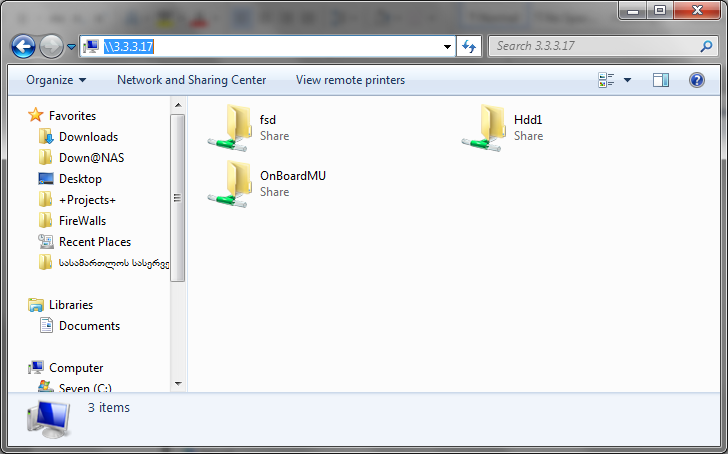 \\3.3.3.17
Search 3.3.3.17
Organize
Network and Sharing Center
View remote printers
Favorites
Downloads
Down@NAS
Desktop
+Projects+
FireWalls
Recent Places
სასამართლოს სასერვე
Libraries
Documents
Computer
Seven (C:)
fsd
Share
Hdd1
Share
OnBoardMU
Share
3 items